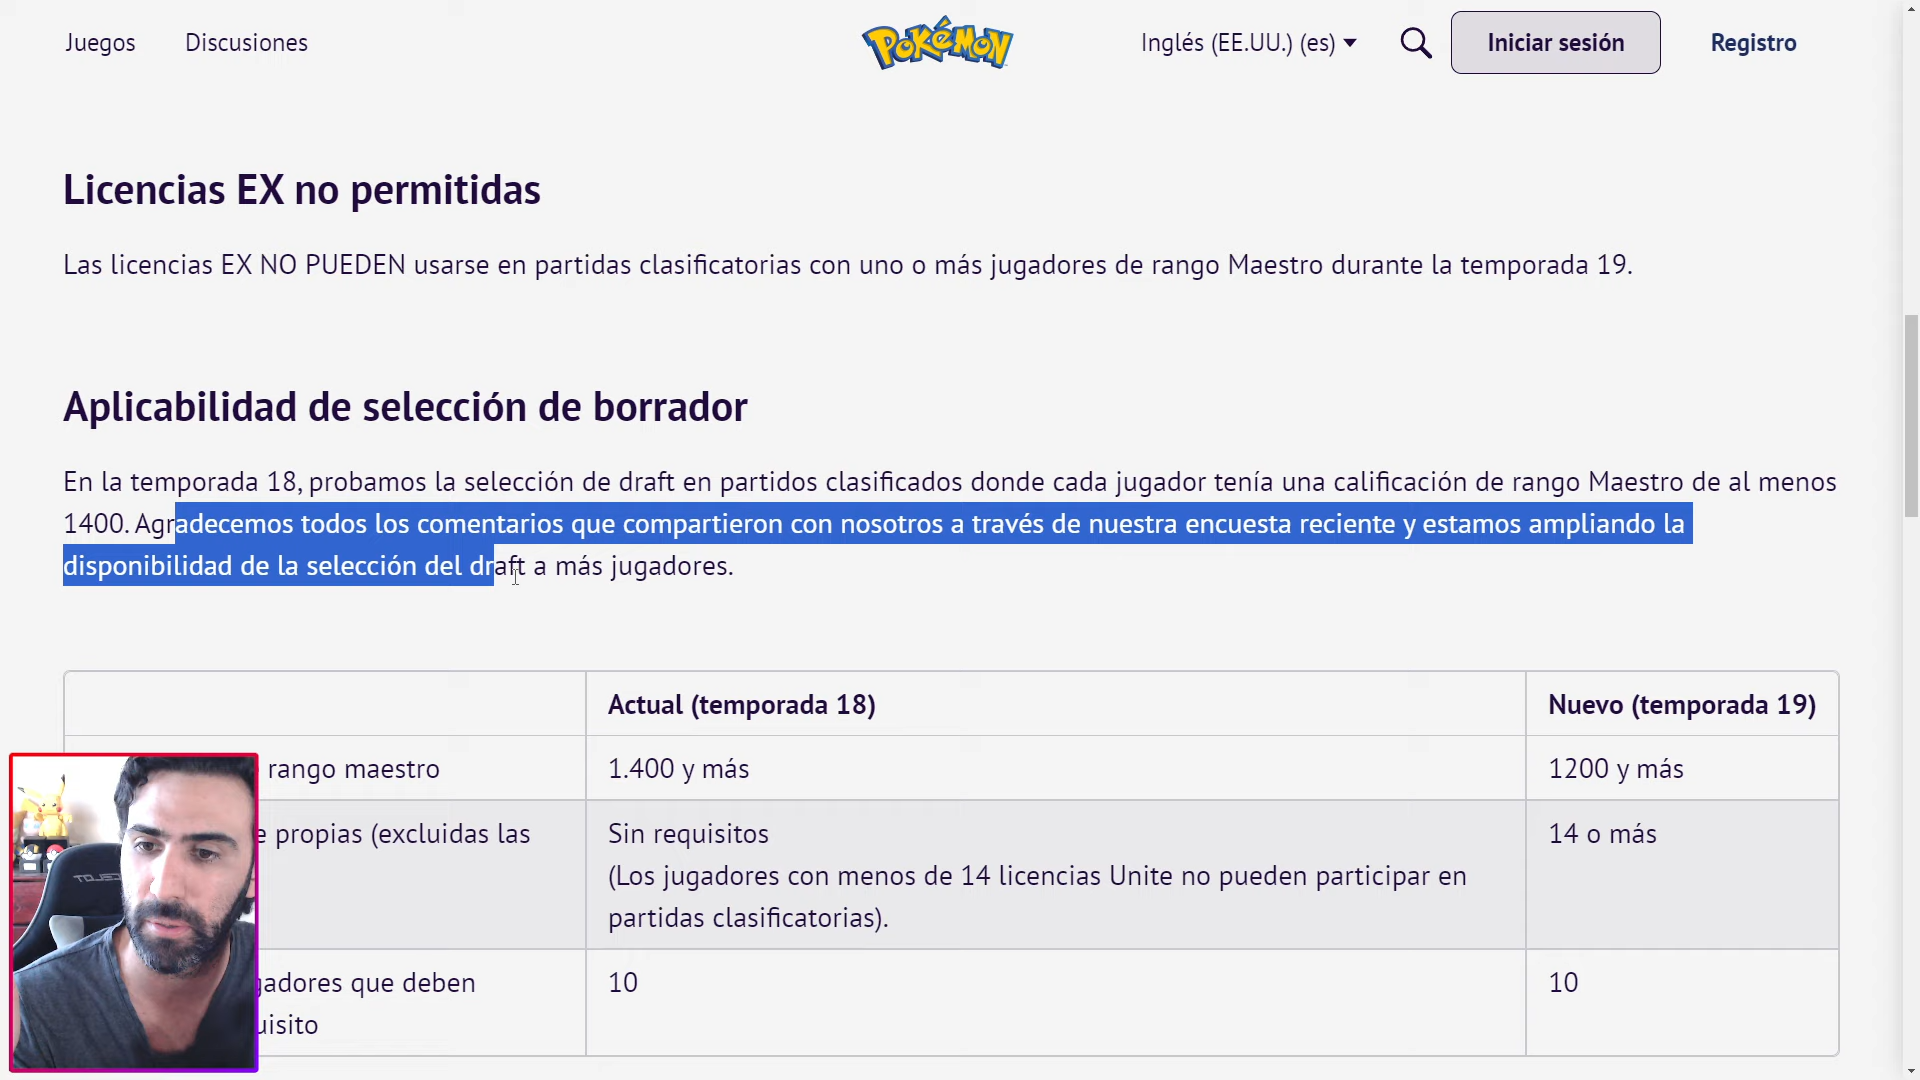 Juegos
Discusiones
POKéMON
Inglés (EE.UU.) (es)
Iniciar sesión
Registro
Licencias EX no permitidas
Las licencias EX NO PUEDEN usarse en partidas clasificatorias con uno o más jugadores de rango Maestro durante la temporada 19.
Aplicabilidad de selección de borrador
En la temporada 18, probamos la selección de draft en partidos clasificados donde cada jugador tenía una calificación de rango Maestro de al menos
1400. Agradecemos todos los comentarios que compartieron con nosotros a través de nuestra encuesta reciente y estamos ampliando la
disponibilidad de la selección del draft a más jugadores.
Actual (temporada 18)
Nuevo (temporada 19)
rango maestro
1.400 y más
1200 y más
propias (excluidas las
Sin requisitos
(Los jugadores con menos de 14 licencias Unite no pueden participar en
partidas clasificatorias).
14 o más
gadores que deben
uisito
10
10